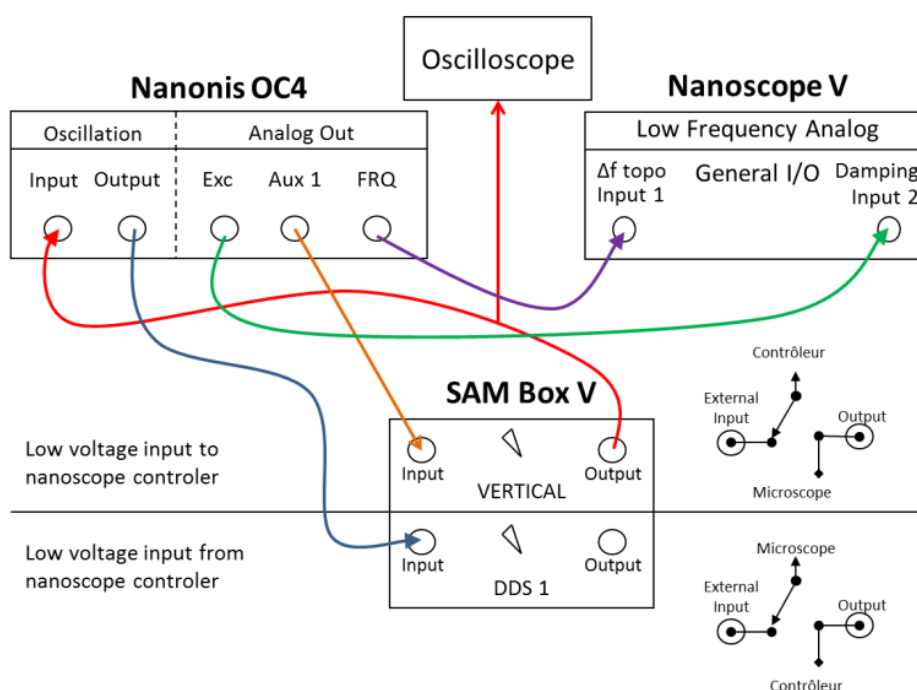 Oscilloscope
Nanonis OC4
Nanoscope V
Oscillation
Analog Out
Low Frequency Analog
Input
Output
Exc
Aux 1
FRQ
Δf topo
Input 1
General I/O
Damping
Input 2
SAM Box V
Contrôleur
External
Input
Output
Microscope
Low voltage input to
nanoscope controler
Input
Output
VERTICAL
Low voltage input from
nanoscope controler
Input
Output
DDS 1
Microscope
External
Input
Output
Contrôleur